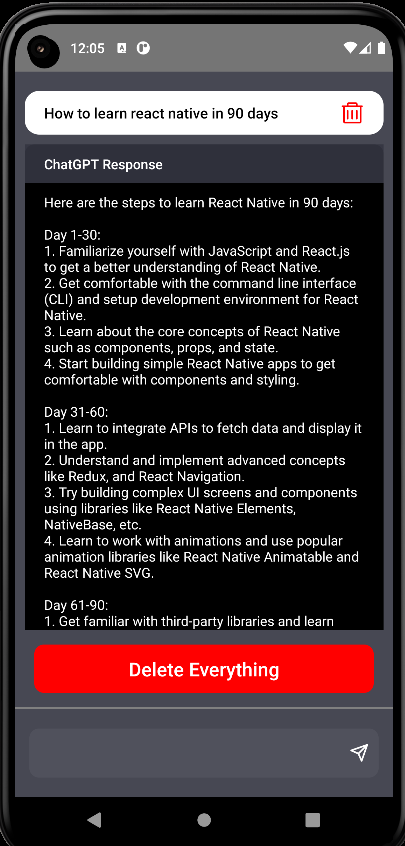 12:05
How to learn react native in 90 days
ChatGPT Response
Here are the steps to learn React Native in 90 days:
Day 1-30:
1. Familiarize yourself with JavaScript and React.js
to get a better understanding of React Native.
2. Get comfortable with the command line interface
(CLI) and setup development environment for React
Native.
3. Learn about the core concepts of React Native
such as components, props, and state.
4. Start building simple React Native apps to get
comfortable with components and styling.
Day 31-60:
1. Learn to integrate APIs to fetch data and display it
in the app.
2. Understand and implement advanced concepts
like Redux, and React Navigation.
3. Try building complex UI screens and components
using libraries like React Native Elements,
NativeBase, etc.
4. Learn to work with animations and use popular
animation libraries like React Native Animatable and
React Native SVG.
Day 61-90:
1. Get familiar with third-party libraries and learn
Delete Everything